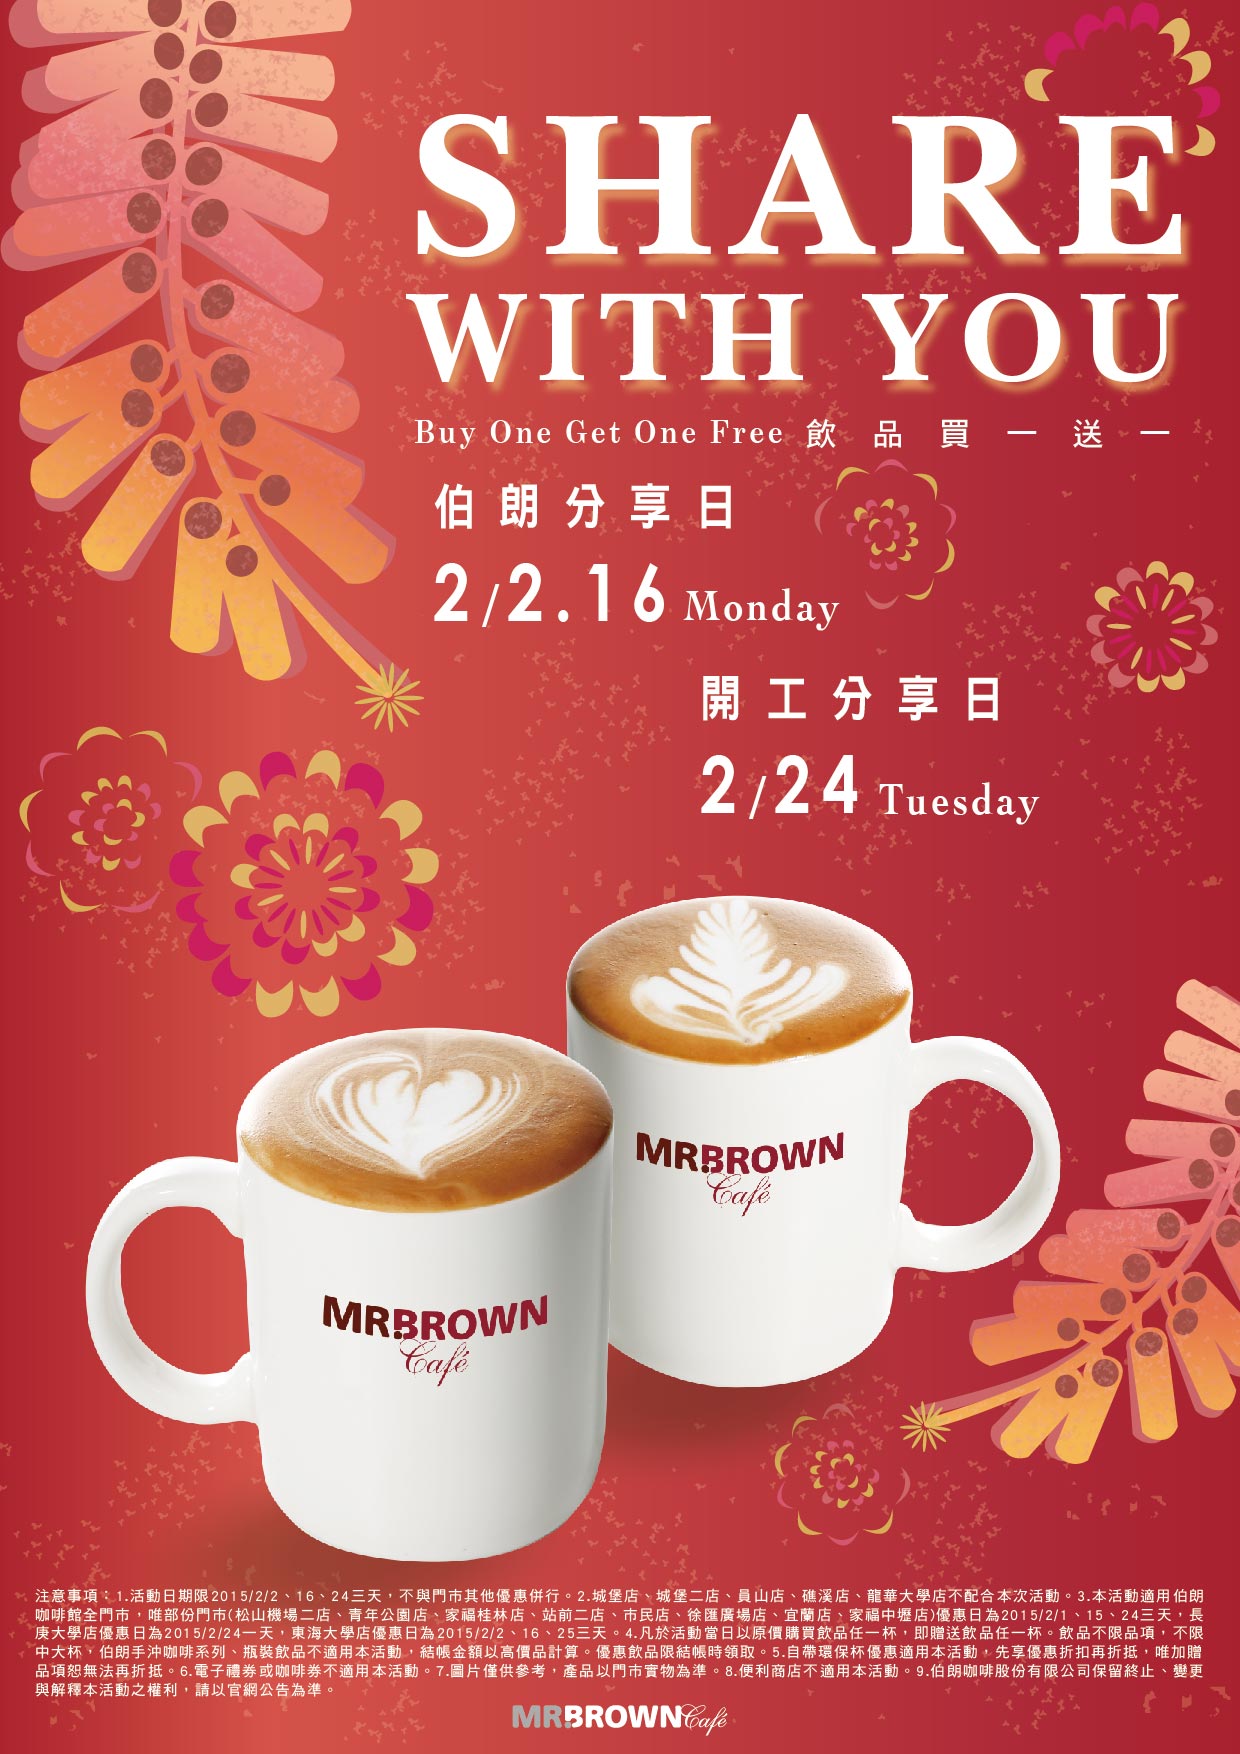 SHARE
WITH YOU
Buy One Get One Free 飲品買一送一
伯朗分享日
2/2.16 Monday
開工分享日
2/24 Tuesday
MR.BROWN
Café
MR.BROWN
Café
注意事項：1.活動日期限2015/2/2、16、24三天，不與門市其他優惠併行。2.城堡店、城堡二店、員山店、礁溪店、龍華大學店不配合本次活動。3.本活動適用伯朗
咖啡館全門市，唯部份門市(松山機場二店、青年公園店、家福桂林店、站前二店、市民店、徐匯廣場店、宜蘭店、家福中壢店)優惠日為2015/2/1、15、24三天，長
庚大學店優惠日為2015/2/24一天，東海大學店優惠日為2015/2/2、16、25三天。4.凡於活動當日以原價購買飲品任一杯，即贈送飲品任一杯。飲品不限品項，不限
中大杯，伯朗手沖咖啡系列、瓶裝飲品不適用本活動，結帳金額以高價品計算。優惠飲品限結帳時領取。5.自帶環保杯優惠適用本活動，先享優惠折扣再折抵，唯加贈
品項恕無法再折抵。6.電子禮券或咖啡券不適用本活動。7.圖片僅供參考，產品以門市實物為準。8.便利商店不適用本活動。9.伯朗咖啡股份有限公司保留終止、變更
與解釋本活動之權利，請以官網公告為準。
MR.BROWN Café